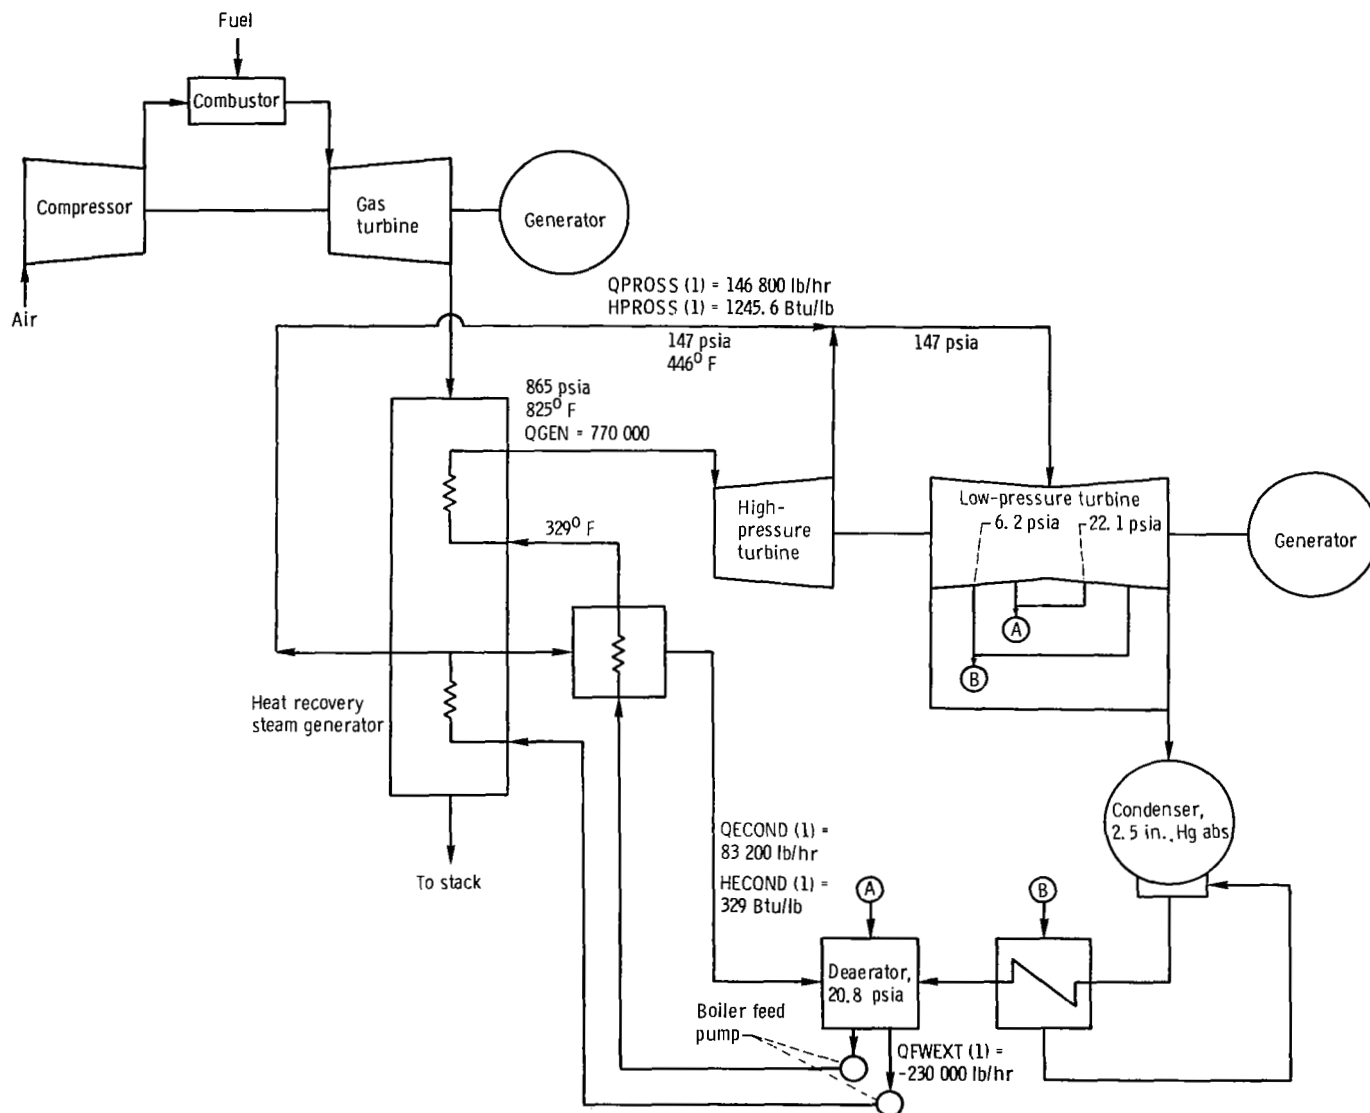 Fuel
Combustor
Compressor
Gas
turbine
Generator
Air
QPROSS (1) = 146 800 lb/hr
HPROSS (1) = 1245.6 Btu/lb
147 psia
446⁰ F
147 psia
865 psia
825⁰ F
QGEN = 770 000
High-
pressure
turbine
Low-pressure turbine
6.2 psia
22.1 psia
Generator
329⁰ F
A
B
Heat recovery
steam generator
To stack
Condenser,
2.5 in., Hg abs
QECOND (1) =
83 200 lb/hr
HECOND (1) =
329 Btu/lb
A
B
Deaerator,
20.8 psia
Boiler feed
pump
QFWEXT (1) =
-230 000 lb/hr